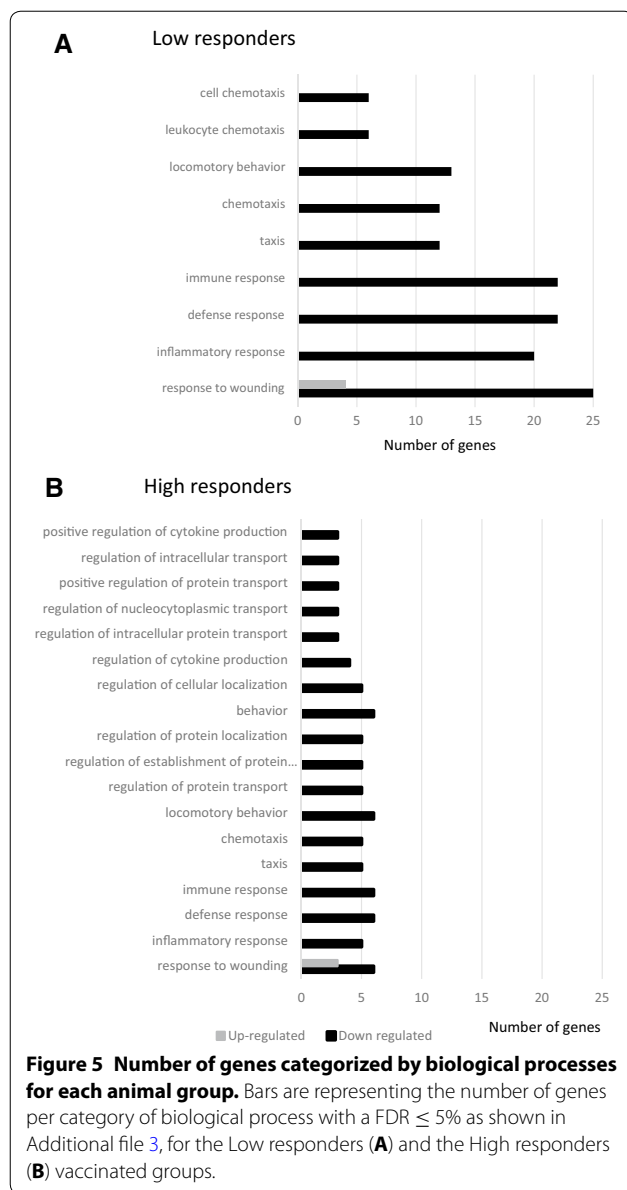 A
Low responders
cell chemotaxis
leukocyte chemotaxis
locomotory behavior
chemotaxis
taxis
immune response
defense response
inflammatory response
response to wounding
0 5 10 15 20 25
Number of genes
B
High responders
positive regulation of cytokine production
regulation of intracellular transport
positive regulation of protein transport
regulation of nucleocytoplasmic transport
regulation of intracellular protein transport
regulation of cytokine production
regulation of cellular localization
behavior
regulation of protein localization
regulation of establishment of protein...
regulation of protein transport
locomotory behavior
chemotaxis
taxis
immune response
defense response
inflammatory response
response to wounding
0 5 10 15 20 25
Up-regulated Down regulated Number of genes
Figure 5 Number of genes categorized by biological processes
for each animal group. Bars are representing the number of genes
per category of biological process with a FDR ≤ 5% as shown in
Additional file 3, for the Low responders (A) and the High responders
(B) vaccinated groups.